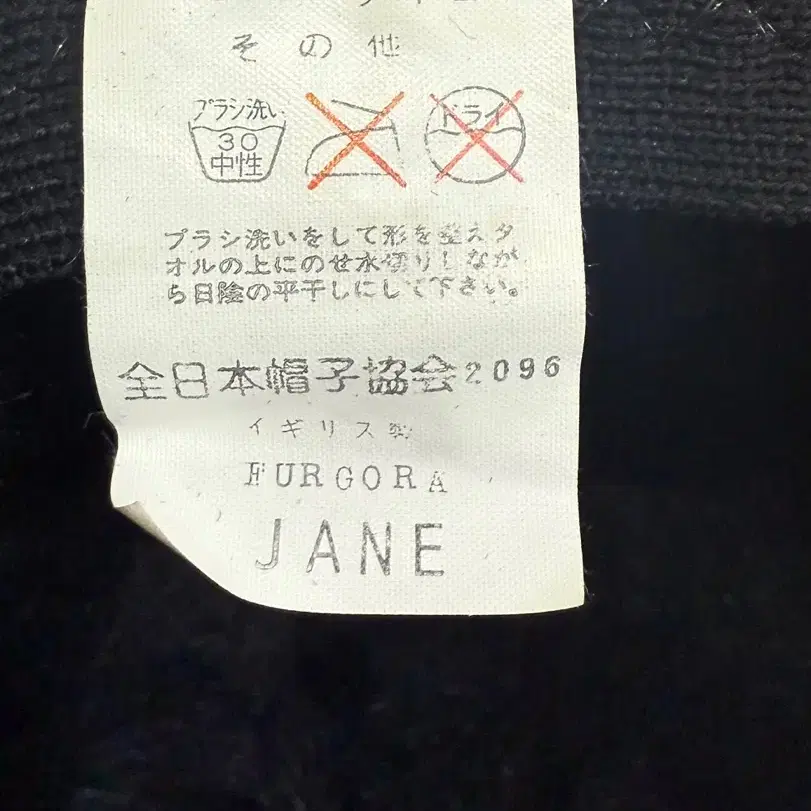 その他
ブラシ洗い
30
中性
ドライ
ブラシ洗いをして形を整えタ
オルの上にのせ水切りしなが
ら日陰の平干しにして下さい。
全日本帽子協会2096
イギリス製
FURGORA
JANE